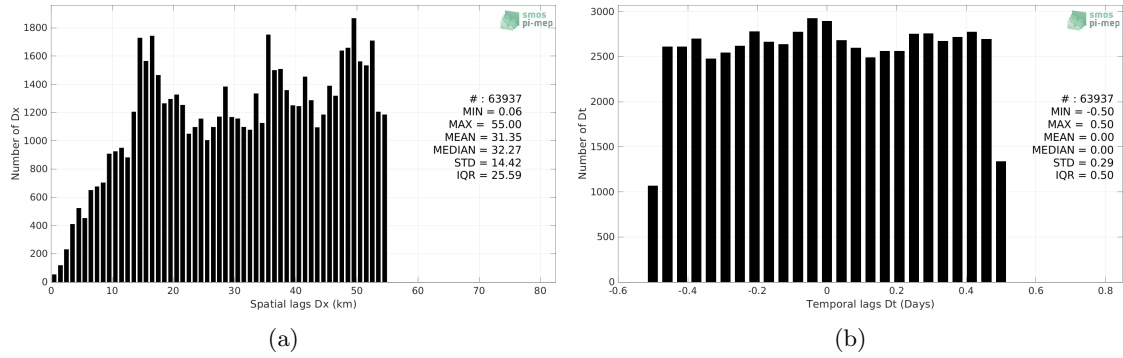 smos
pi-mep
1800
1600
1400
1200
1000
800
600
400
200
0
Number of Dx
# : 63937
MIN = 0.06
MAX = 55.00
MEAN = 31.35
MEDIAN = 32.27
STD = 14.42
IQR = 25.59
0 10 20 30 40 50 60 70 80
Spatial lags Dx (km)
(a)
smos
pi-mep
3000
2500
2000
1500
1000
500
0
Number of Dt
# : 63937
MIN = -0.50
MAX = 0.50
MEAN = 0.00
MEDIAN = 0.00
STD = 0.29
IQR = 0.50
-0.6 -0.4 -0.2 0 0.2 0.4 0.6 0.8
Temporal lags Dt (Days)
(b)